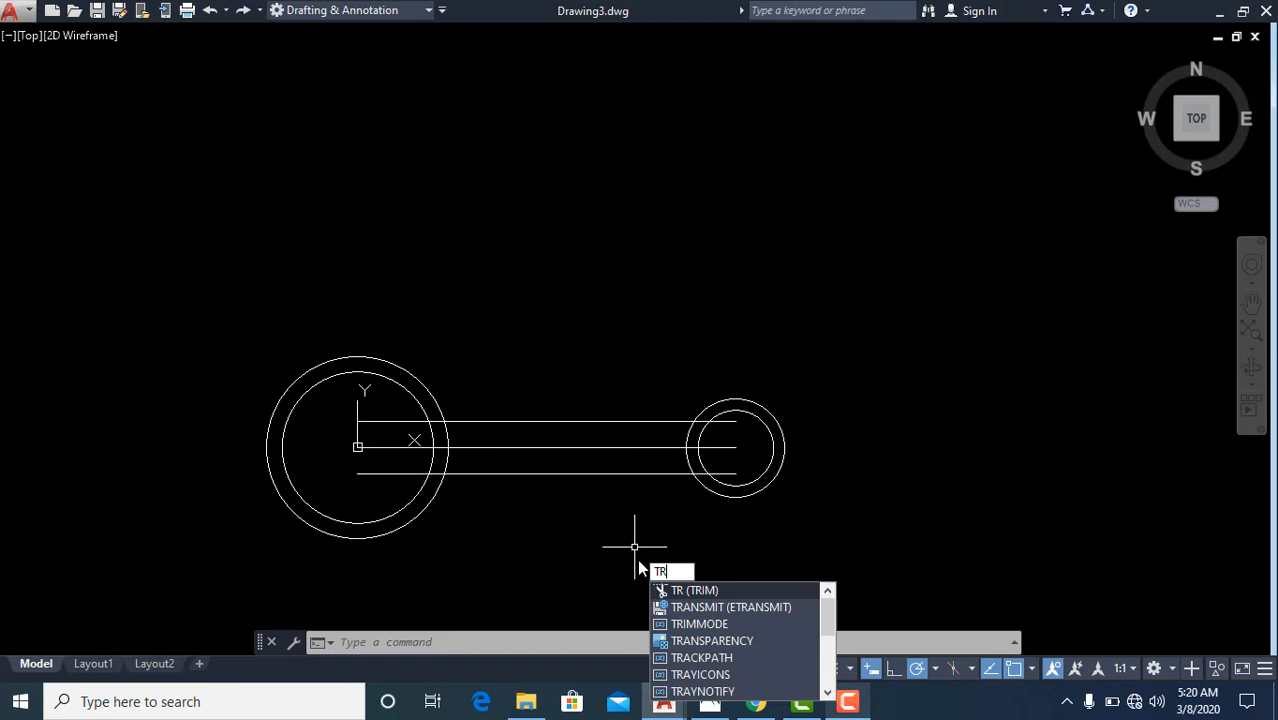 Drafting & Annotation
Drawing3.dwg
Type a keyword or phrase
Sign In
[−][Top][2D Wireframe]
N
W
TOP
E
S
WCS
Y
X
TR
TR (TRIM)
TRANSMIT (ETRANSMIT)
TRIMMODE
TRANSPARENCY
TRACKPATH
TRAYICONS
TRAYNOTIFY
Type a command
Model
Layout1
Layout2
1:1
Type here to search
5:20 AM
3/8/2020